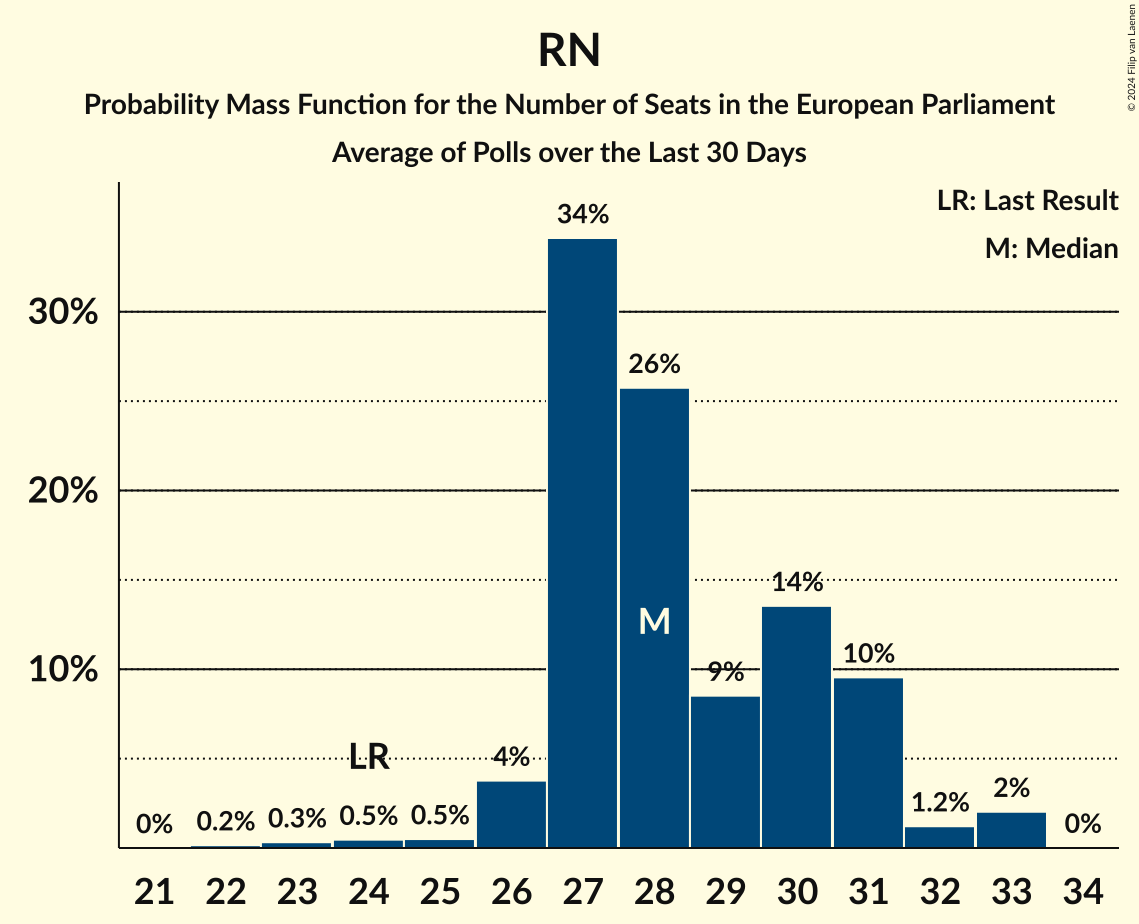 RN
Probability Mass Function for the Number of Seats in the European Parliament
Average of Polls over the Last 30 Days
© 2024 Filip van Laenen
LR: Last Result
M: Median
34%
30%
26%
20%
14%
M
10%
9%
10%
LR
4%
0%
0.2%
0.3%
0.5%
0.5%
1.2%
2%
0%
21 22 23 24 25 26 27 28 29 30 31 32 33 34